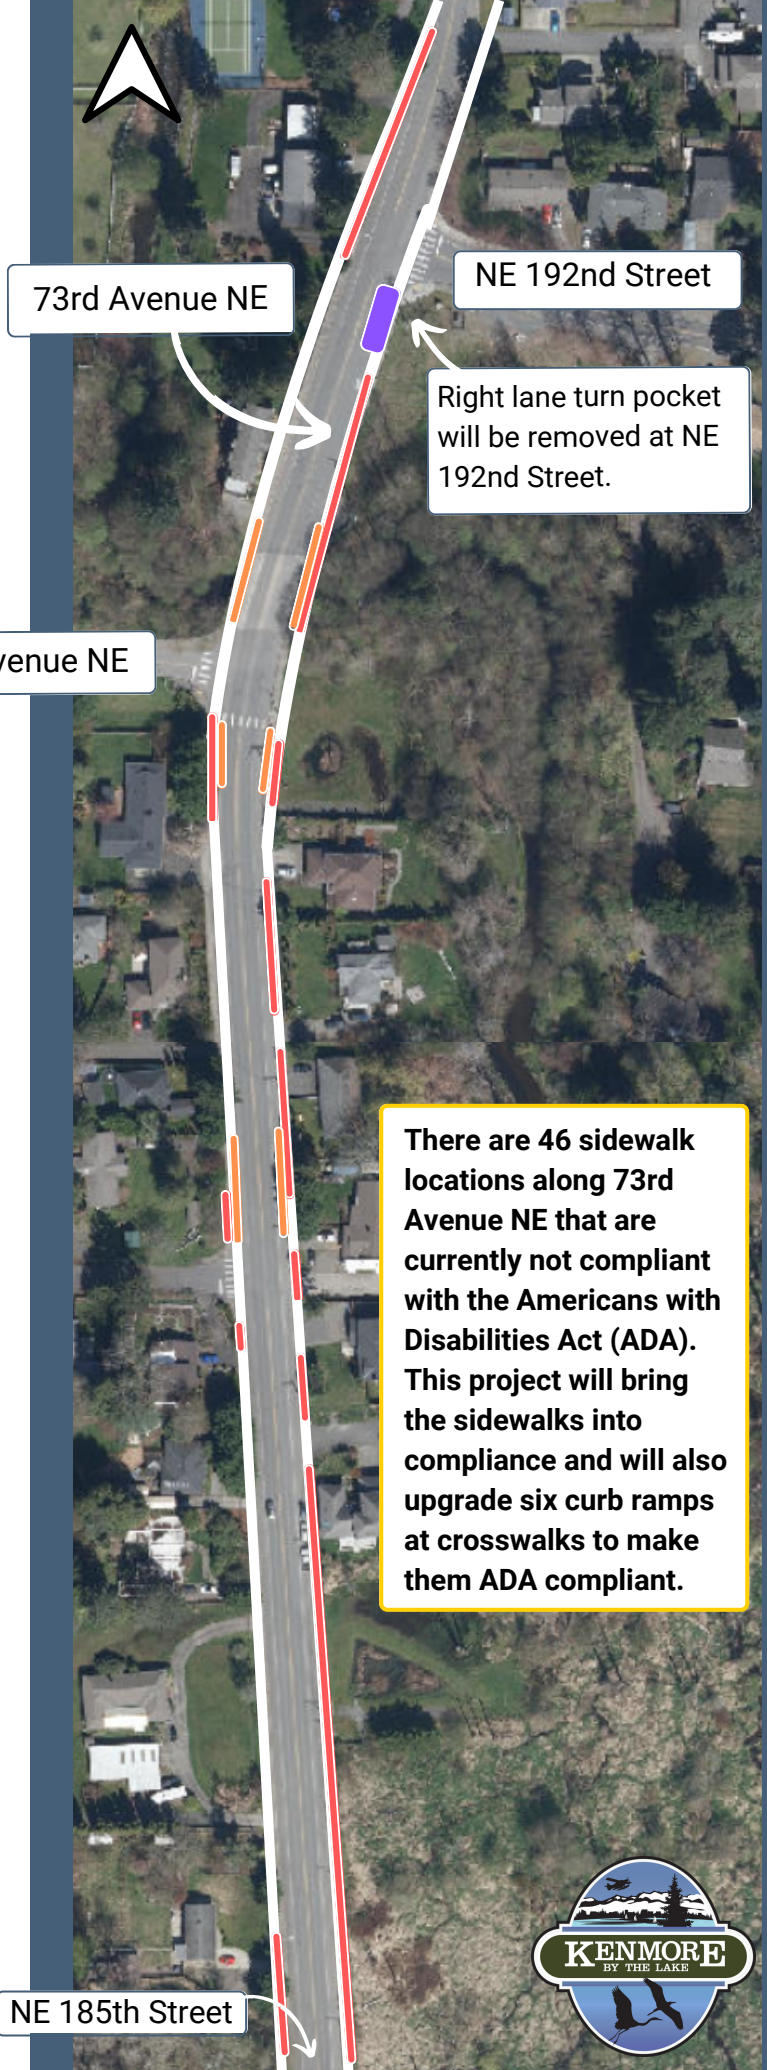 NE 192nd Street
73rd Avenue NE
Right lane turn pocket
will be removed at NE
192nd Street.
venue NE
There are 46 sidewalk
locations along 73rd
Avenue NE that are
currently not compliant
with the Americans with
Disabilities Act (ADA).
This project will bring
the sidewalks into
compliance and will also
upgrade six curb ramps
at crosswalks to make
them ADA compliant.
KENMORE
BY THE LAKE
NE 185th Street